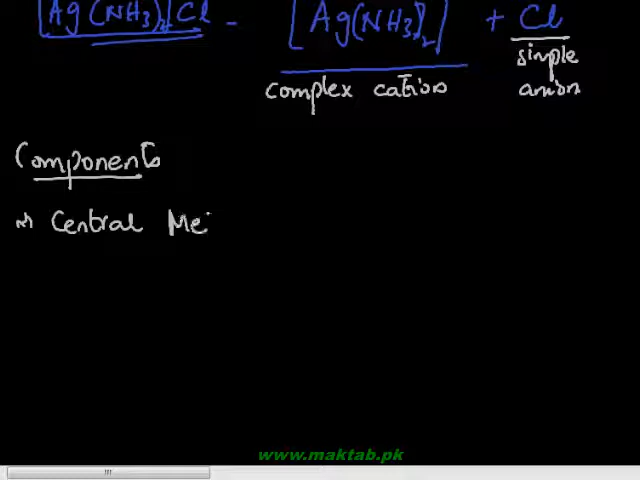 [Ag(NH3)2]Cl - [Ag(NH3)2] + Cl
complex cation simple anion
Components
Central Me
www.maktab.pk